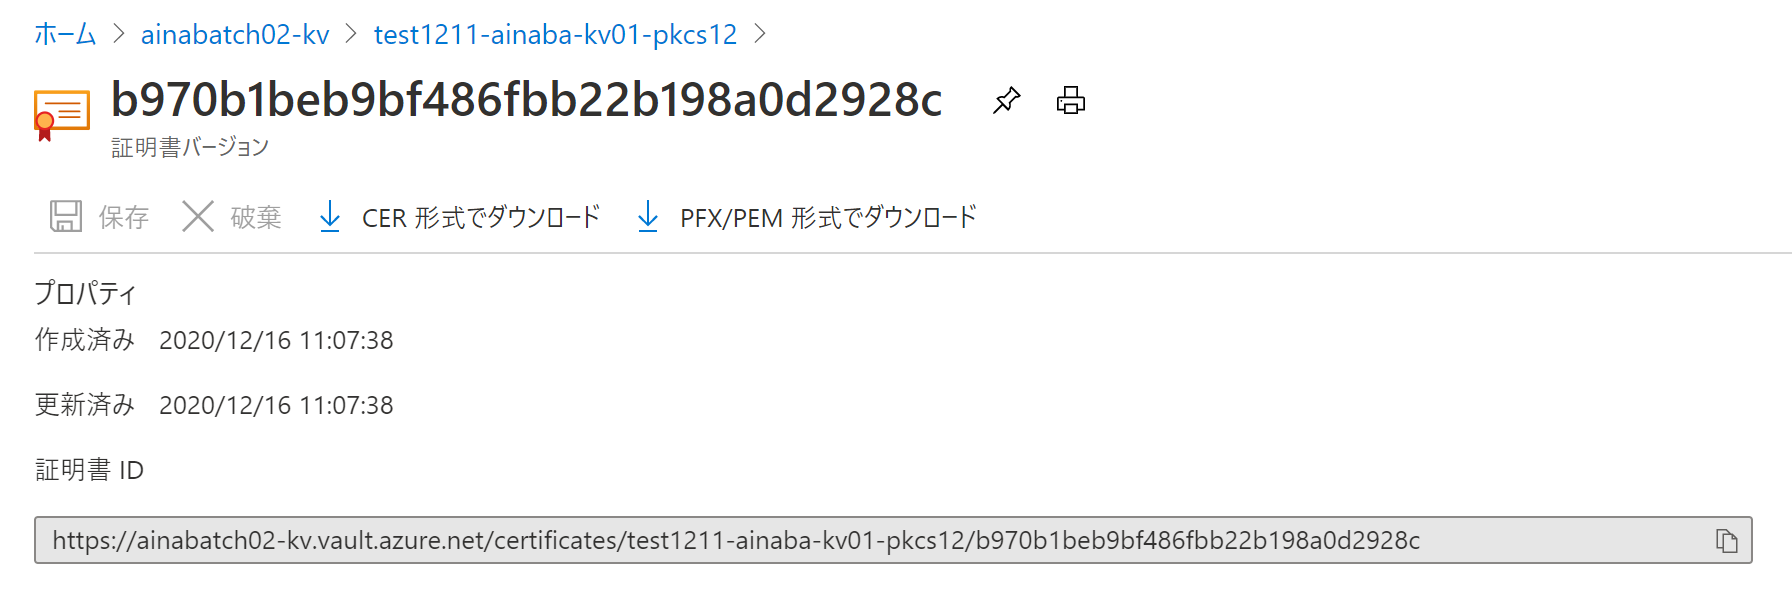 ホーム > ainabatch02-kv > test1211-ainaba-kv01-pkcs12 >
b970b1beb9bf486fbb22b198a0d2928c
証明書バージョン
保存 破棄 CER 形式でダウンロード PFX/PEM 形式でダウンロード
プロパティ
作成済み 2020/12/16 11:07:38
更新済み 2020/12/16 11:07:38
証明書 ID
https://ainabatch02-kv.vault.azure.net/certificates/test1211-ainaba-kv01-pkcs12/b970b1beb9bf486fbb22b198a0d2928c